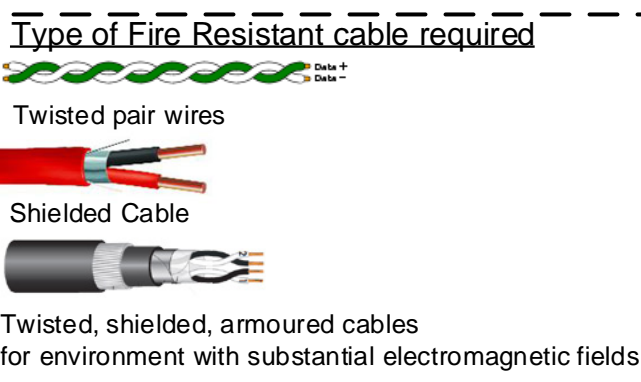 Type of Fire Resistant cable required
Data +
Data -
Twisted pair wires
Shielded Cable
Twisted, shielded, armoured cables
for environment with substantial electromagnetic fields